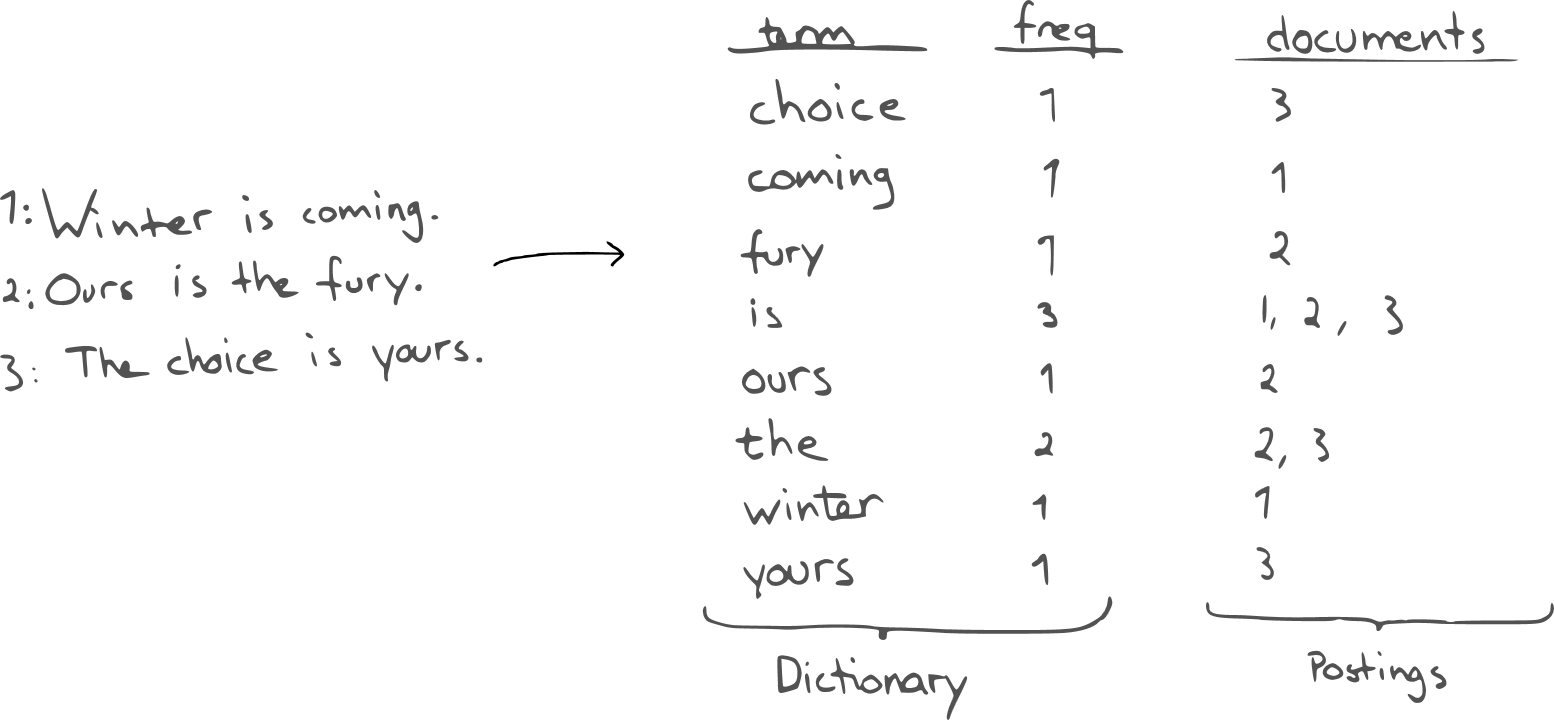 1: Winter is coming.
2: Ours is the fury.
3: The choice is yours.
term freq documents
choice 1 3
coming 1 1
fury 1 2
is 3 1, 2, 3
ours 1 2
the 2 2, 3
winter 1 1
yours 1 3
Dictionary Postings